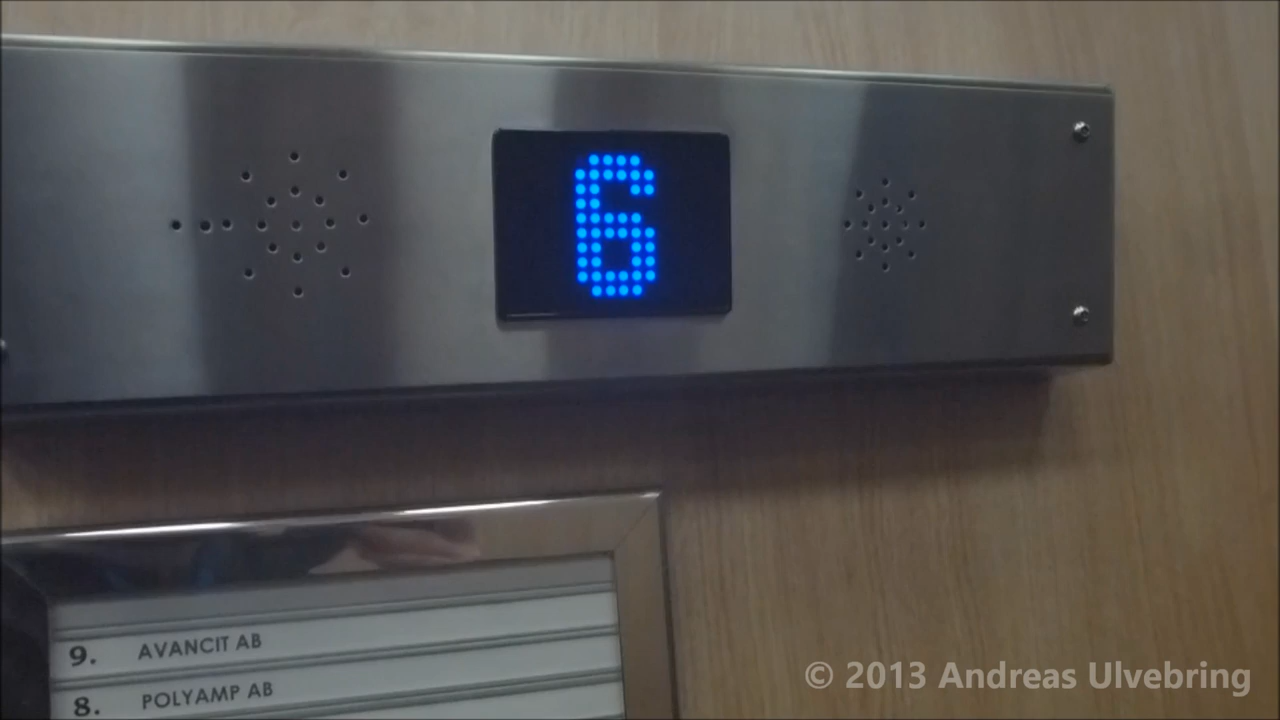 6
9. AVANCIT AB
8. POLYAMP AB
© 2013 Andreas Ulvebring